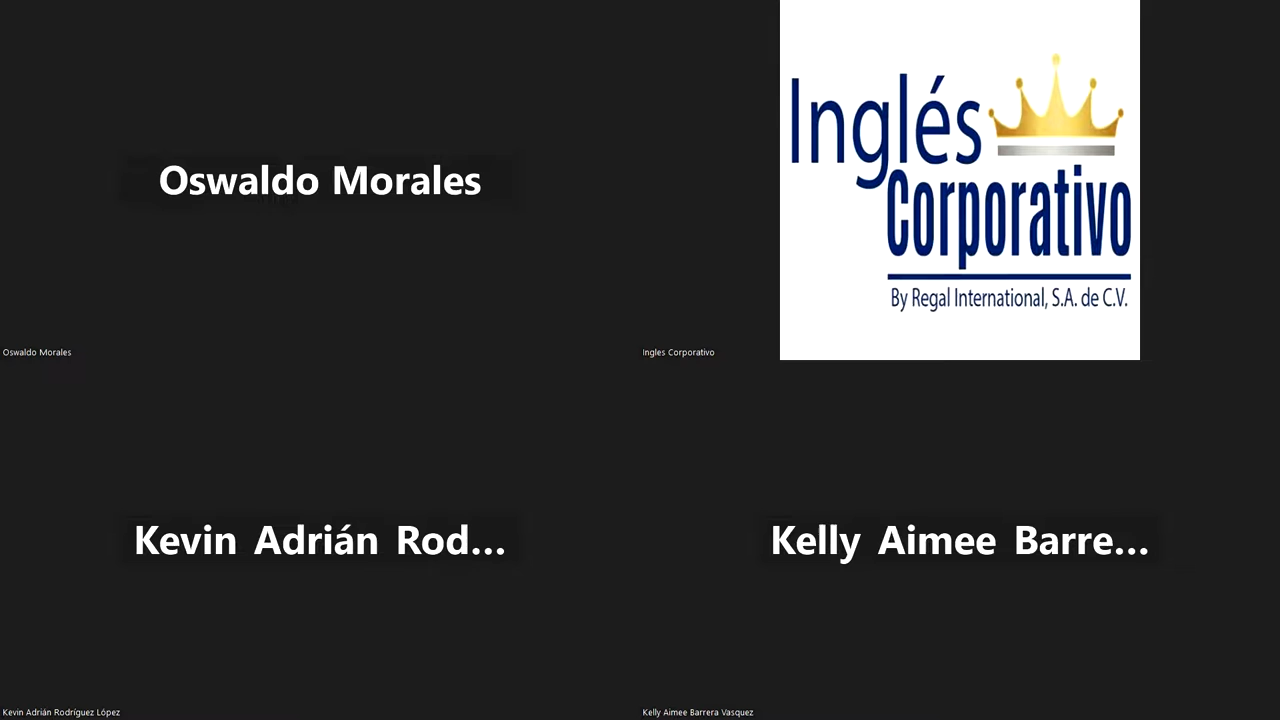 Oswaldo Morales
Oswaldo Morales
Inglés
Corporativo
By Regal International, S.A. de C.V.
Ingles Corporativo
Kevin Adrián Rod...
Kevin Adrián Rodríguez López
Kelly Aimee Barre...
Kelly Aimee Barrera Vasquez